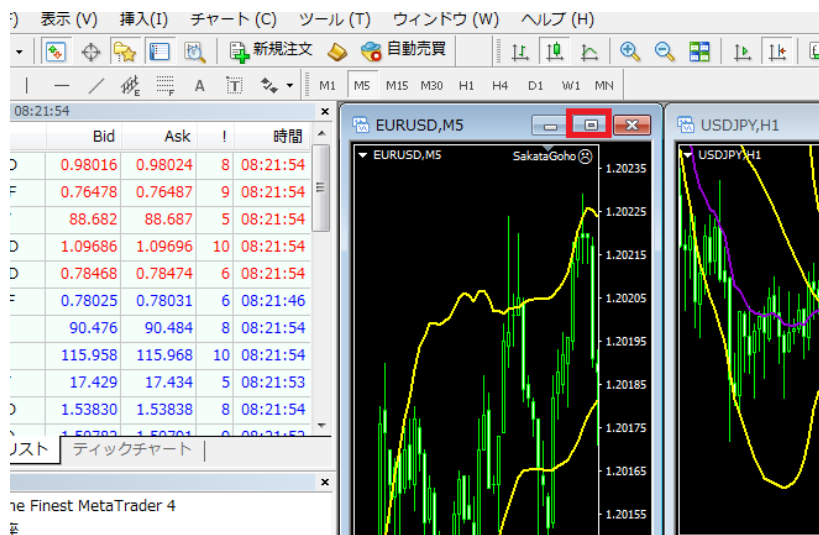 表示 (V) 挿入(I) チャート (C) ツール (T) ウィンドウ (W) ヘルプ (H)
新規注文 自動売買
E F A T M1 M5 M15 M30 H1 H4 D1 W1 MN
08:21:54
Bid Ask ! 時間
D 0.98016 0.98024 8 08:21:54
F 0.76478 0.76487 9 08:21:54
88.682 88.687 5 08:21:54
D 1.09686 1.09696 10 08:21:54
D 0.78468 0.78474 6 08:21:54
F 0.78025 0.78031 6 08:21:46
90.476 90.484 8 08:21:54
115.958 115.968 10 08:21:54
17.429 17.434 5 08:21:53
D 1.53830 1.53838 8 08:21:54
リスト ティックチャート
ne Finest MetaTrader 4
座
EURUSD,M5
EURUSD,M5 SakataGoho
1.20235
1.20225
1.20215
1.20205
1.20195
1.20185
1.20175
1.20165
1.20155
USDJPY,H1
USDJPY,H1